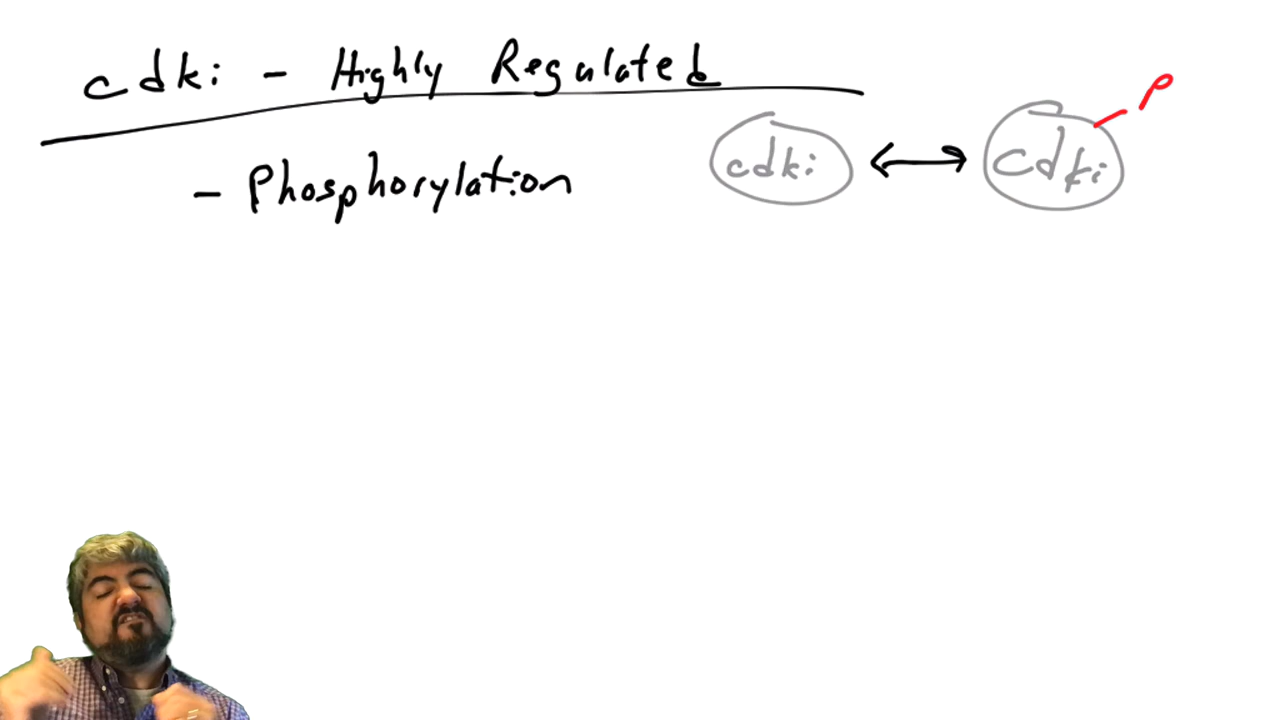 cdki - Highly Regulated
- Phosphorylation
cdki ↔ cdki - P